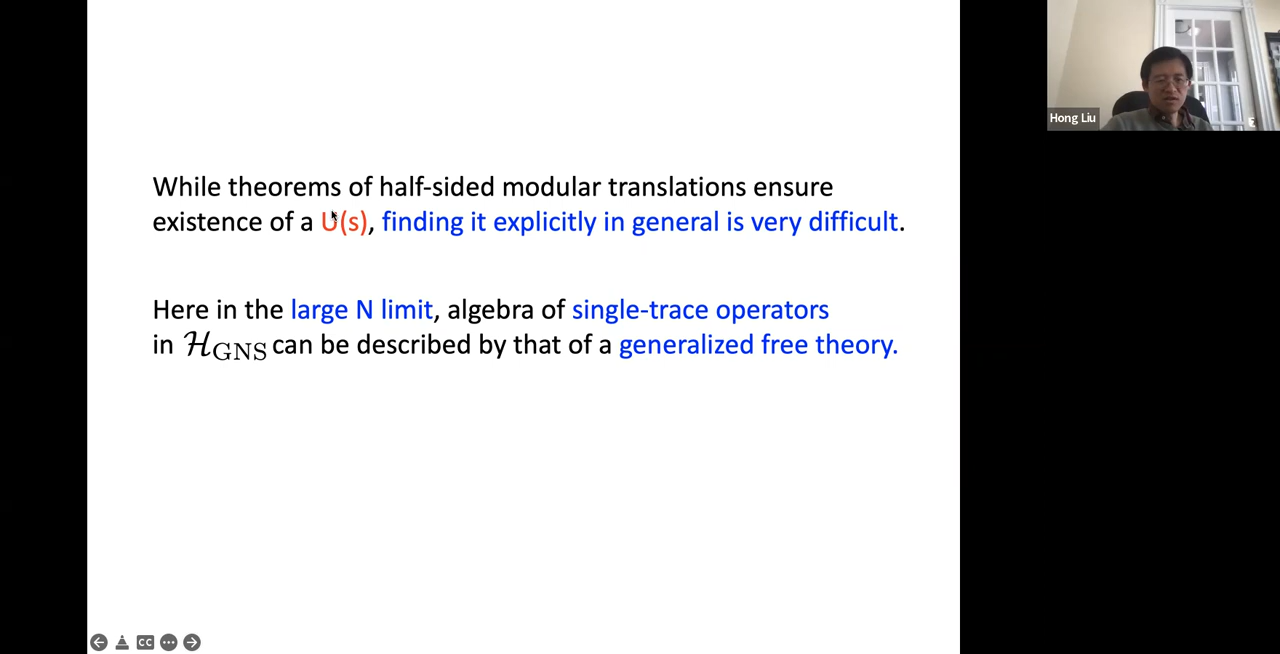 While theorems of half-sided modular translations ensure
existence of a U(s), finding it explicitly in general is very difficult.
Here in the large N limit, algebra of single-trace operators
in ℋ_GNS can be described by that of a generalized free theory.
Hong Liu
CC